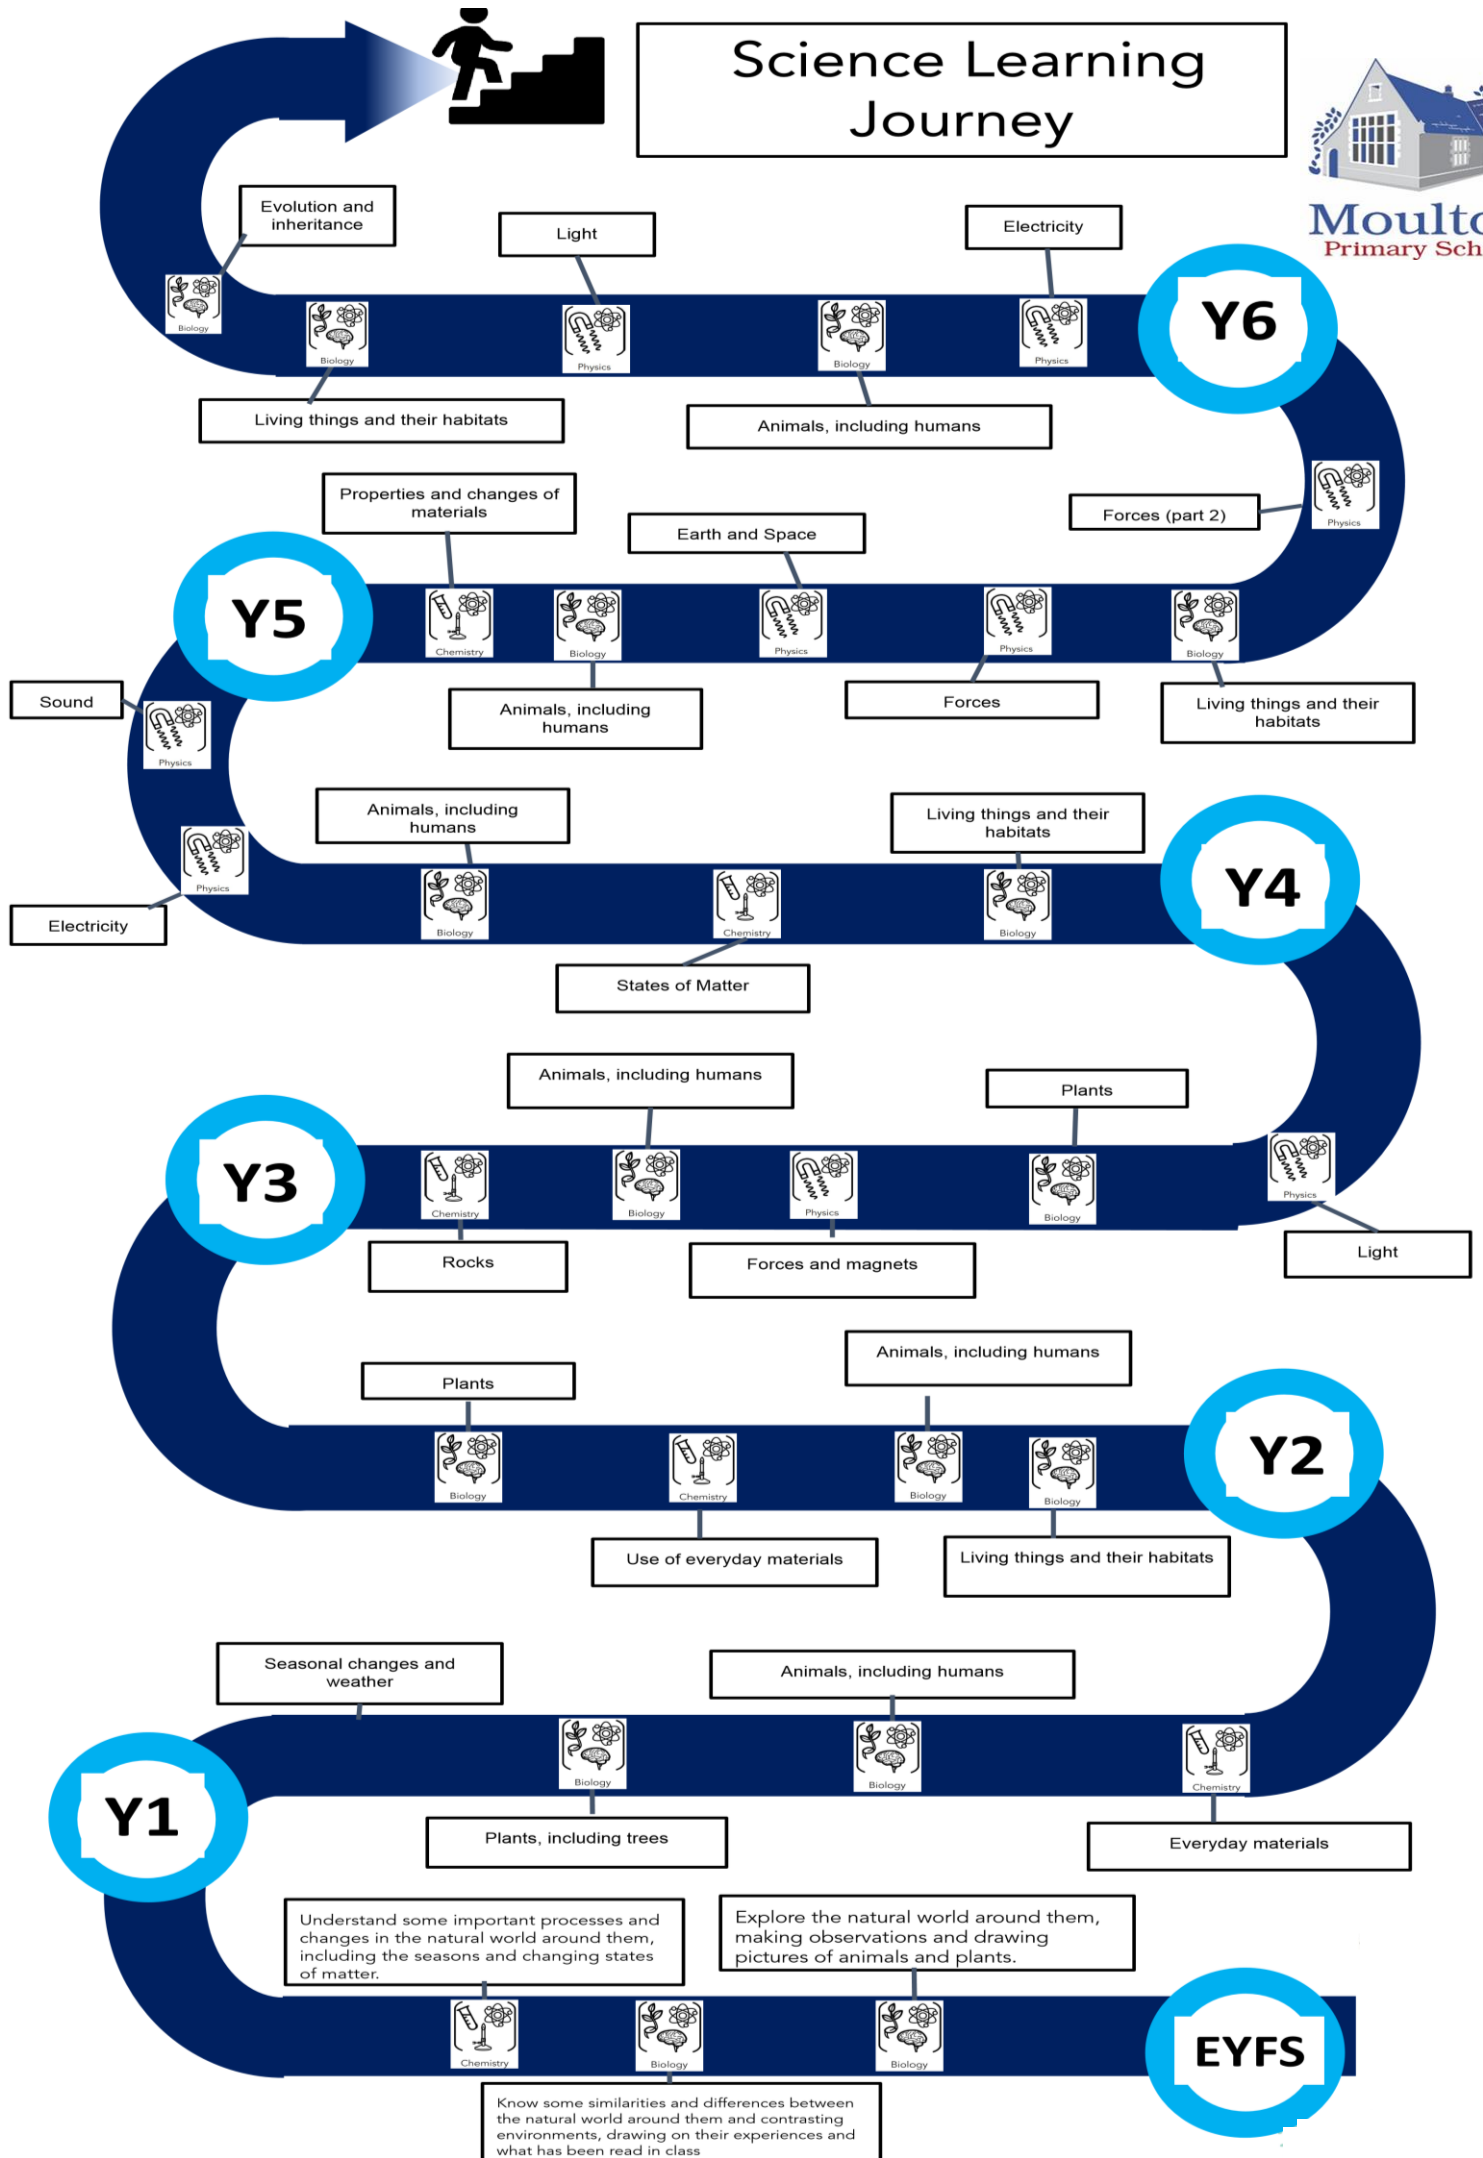 Science Learning
Journey
Moulto
Primary Sch
Evolution and
inheritance
Light
Electricity
Biology
Biology
Physics
Biology
Physics
Y6
Living things and their habitats
Animals, including humans
Properties and changes of
materials
Earth and Space
Forces (part 2)
Physics
Y5
Chemistry
Biology
Physics
Physics
Biology
Animals, including
humans
Forces
Living things and their
habitats
Sound
Physics
Animals, including
humans
Living things and their
habitats
Physics
Electricity
Biology
Chemistry
Biology
Y4
States of Matter
Animals, including humans
Plants
Y3
Chemistry
Biology
Physics
Biology
Physics
Rocks
Forces and magnets
Light
Plants
Animals, including humans
Biology
Chemistry
Biology
Biology
Y2
Use of everyday materials
Living things and their habitats
Seasonal changes and
weather
Animals, including humans
Y1
Biology
Biology
Chemistry
Plants, including trees
Everyday materials
Understand some important processes and
changes in the natural world around them,
including the seasons and changing states
of matter.
Explore the natural world around them,
making observations and drawing
pictures of animals and plants.
Chemistry
Biology
Biology
EYFS
Know some similarities and differences between
the natural world around them and contrasting
environments, drawing on their experiences and
what has been read in class